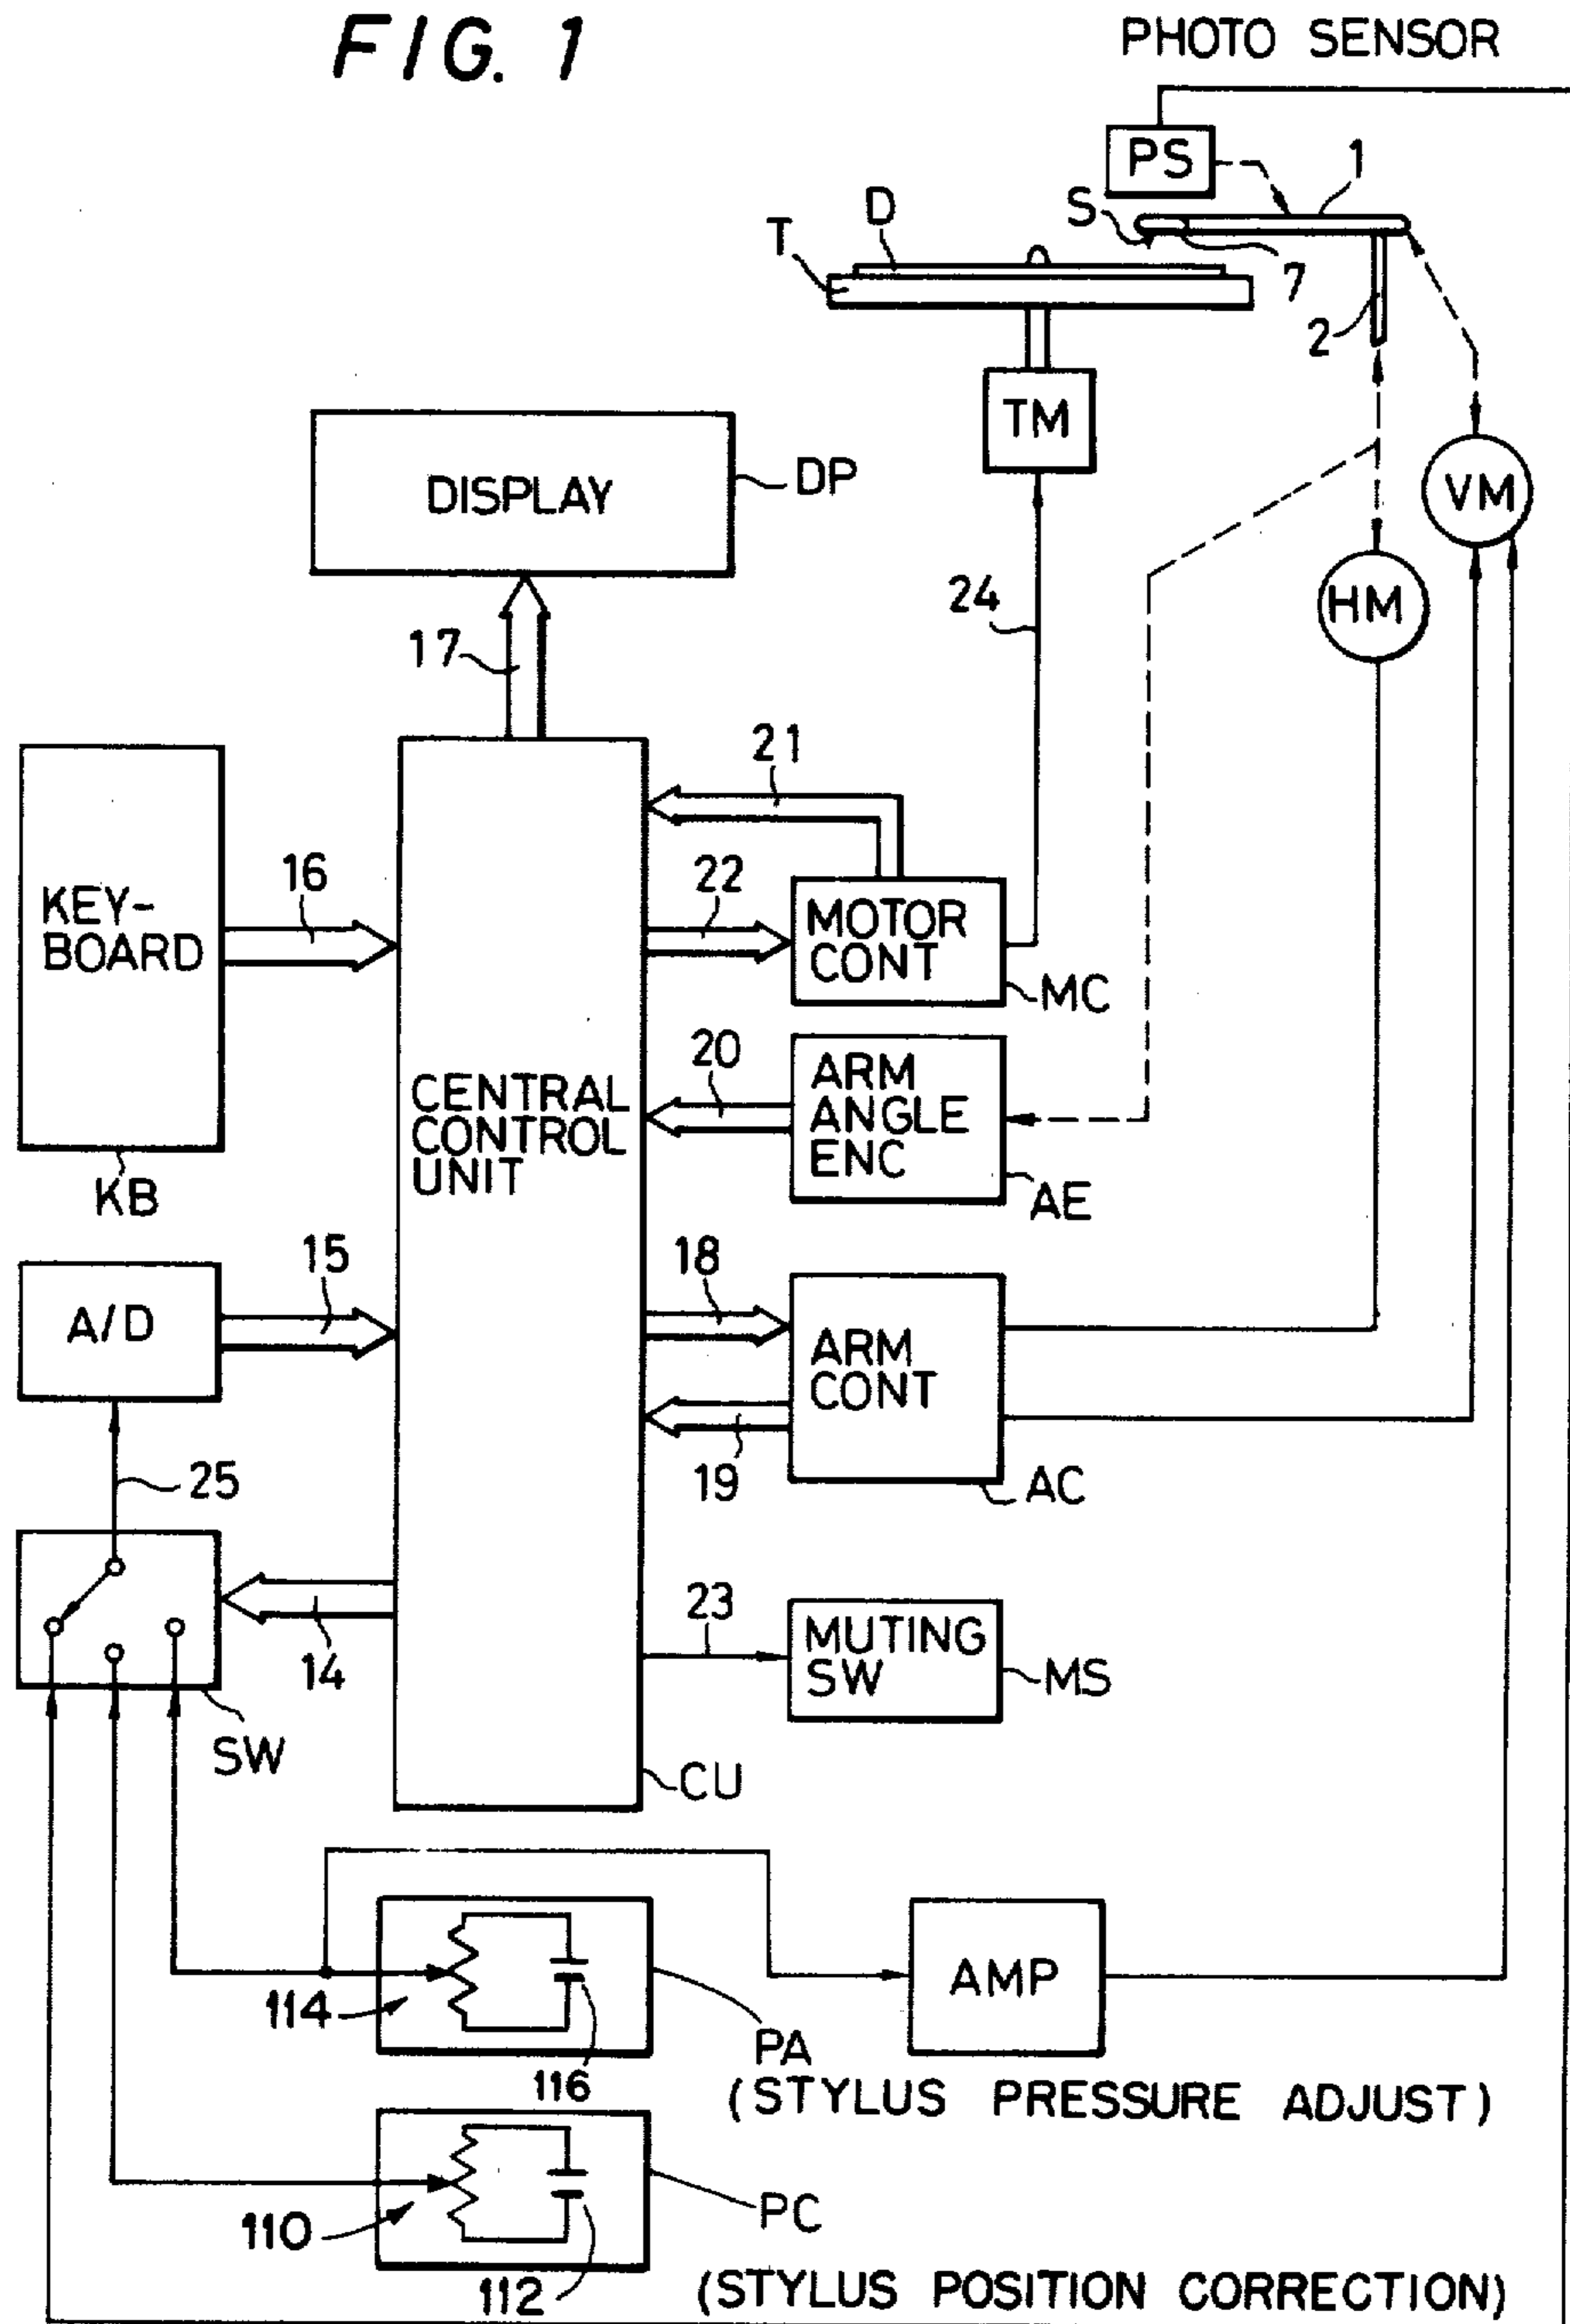 FIG. 1
PHOTO SENSOR
PS
1
S
D
T
7
2
TM
VM
DISPLAY
DP
HM
24
17
21
KEY-
BOARD
16
22
MOTOR
CONT
MC
20
ARM
ANGLE
ENC
CENTRAL
CONTROL
UNIT
KB
AE
15
18
A/D
ARM
CONT
19
25
AC
14
23
MUTING
SW
MS
SW
CU
AMP
114
PA
116
(STYLUS PRESSURE ADJUST)
110
PC
112
(STYLUS POSITION CORRECTION)